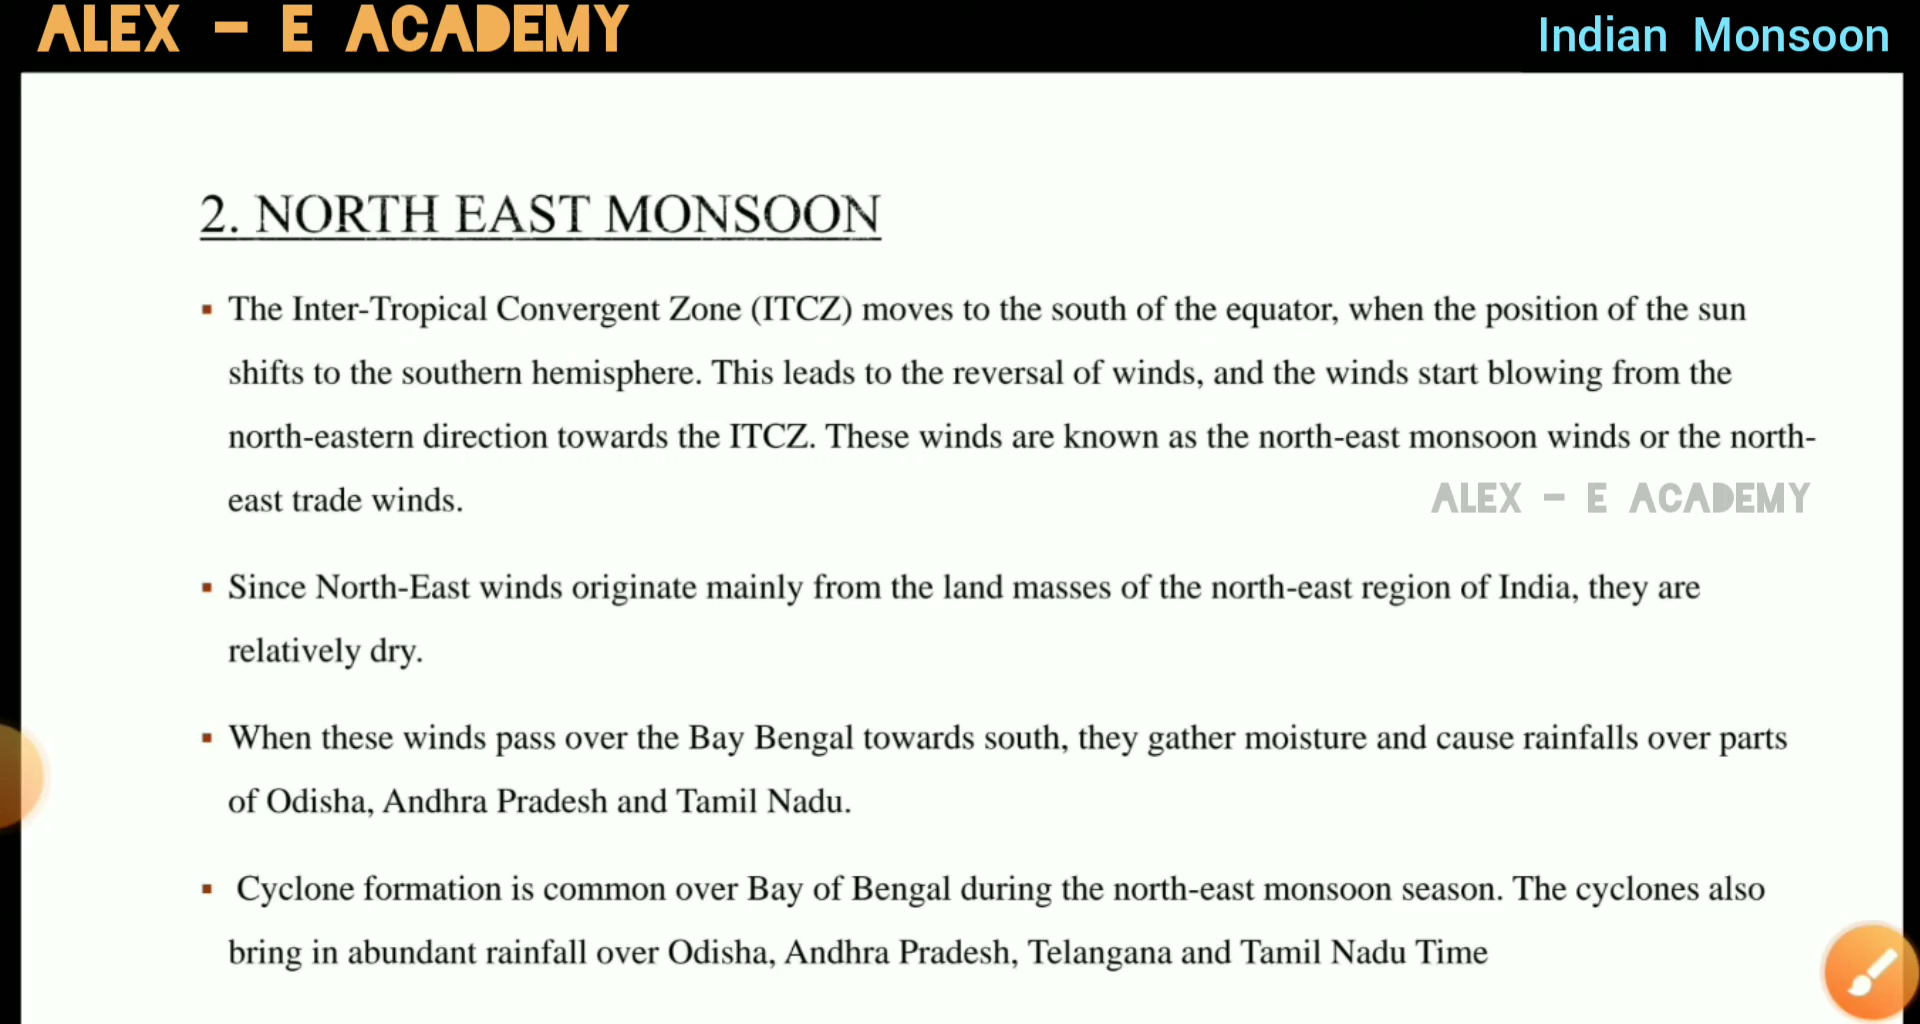 ALEX - E ACADEMY
Indian Monsoon
2. NORTH EAST MONSOON
▪ The Inter-Tropical Convergent Zone (ITCZ) moves to the south of the equator, when the position of the sun
shifts to the southern hemisphere. This leads to the reversal of winds, and the winds start blowing from the
north-eastern direction towards the ITCZ. These winds are known as the north-east monsoon winds or the north-
east trade winds.
ALEX - E ACADEMY
▪ Since North-East winds originate mainly from the land masses of the north-east region of India, they are
relatively dry.
▪ When these winds pass over the Bay Bengal towards south, they gather moisture and cause rainfalls over parts
of Odisha, Andhra Pradesh and Tamil Nadu.
▪ Cyclone formation is common over Bay of Bengal during the north-east monsoon season. The cyclones also
bring in abundant rainfall over Odisha, Andhra Pradesh, Telangana and Tamil Nadu Time